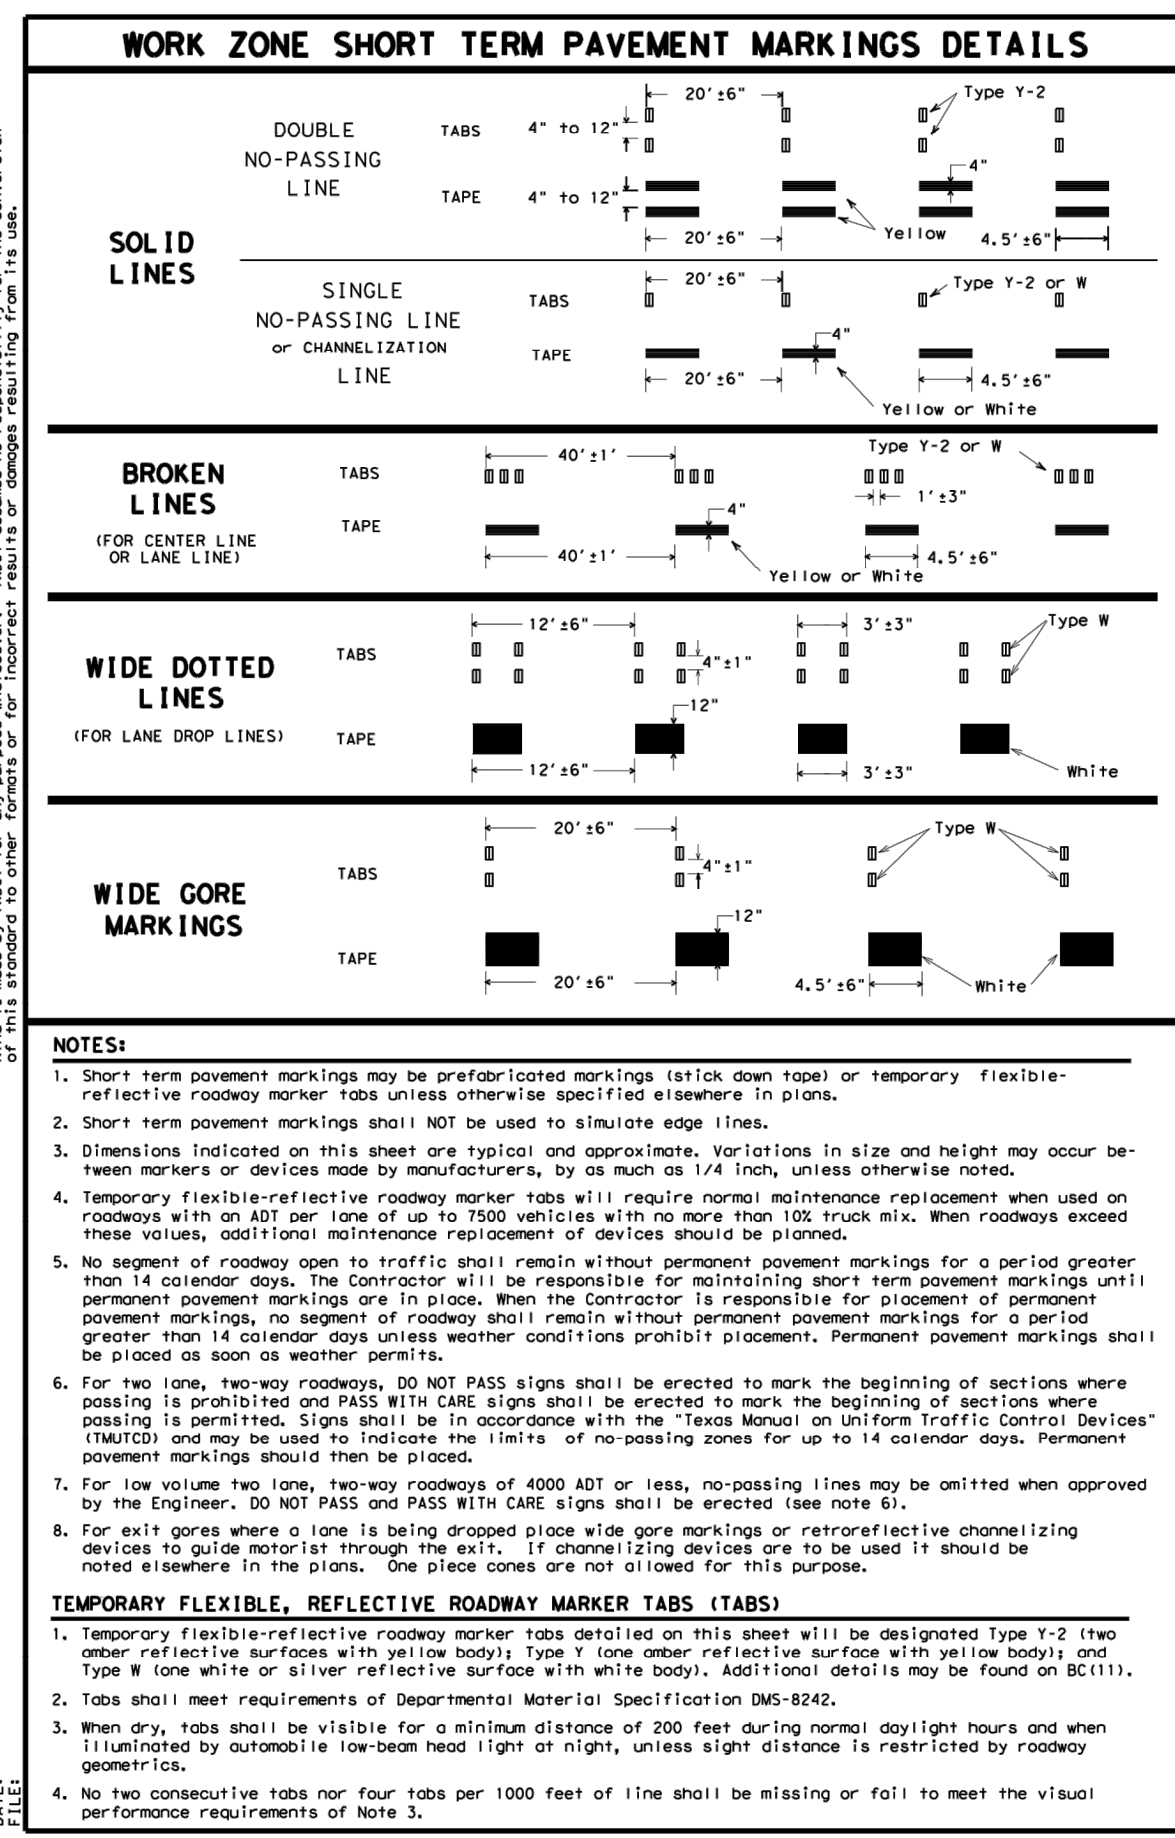 WORK ZONE SHORT TERM PAVEMENT MARKINGS DETAILS
SOLID
LINES
DOUBLE
NO-PASSING
LINE
TABS
4" to 12"
20'±6"
Type Y-2
TAPE
4" to 12"
4"
20'±6"
Yellow
4.5'±6"
SINGLE
NO-PASSING LINE
or CHANNELIZATION
LINE
TABS
20'±6"
Type Y-2 or W
TAPE
4"
20'±6"
4.5'±6"
Yellow or White
BROKEN
LINES
(FOR CENTER LINE
OR LANE LINE)
TABS
40'±1'
Type Y-2 or W
1'±3"
TAPE
4"
40'±1'
4.5'±6"
Yellow or White
WIDE DOTTED
LINES
(FOR LANE DROP LINES)
TABS
12'±6"
3'±3"
Type W
4"±1"
TAPE
12"
12'±6"
3'±3"
White
WIDE GORE
MARKINGS
TABS
20'±6"
Type W
4"±1"
TAPE
12"
20'±6"
4.5'±6"
White
NOTES:
1. Short term pavement markings may be prefabricated markings (stick down tape) or temporary flexible-
reflective roadway marker tabs unless otherwise specified elsewhere in plans.
2. Short term pavement markings shall NOT be used to simulate edge lines.
3. Dimensions indicated on this sheet are typical and approximate. Variations in size and height may occur be-
tween markers or devices made by manufacturers, by as much as 1/4 inch, unless otherwise noted.
4. Temporary flexible-reflective roadway marker tabs will require normal maintenance replacement when used on
roadways with an ADT per lane of up to 7500 vehicles with no more than 10% truck mix. When roadways exceed
these values, additional maintenance replacement of devices should be planned.
5. No segment of roadway open to traffic shall remain without permanent pavement markings for a period greater
than 14 calendar days. The Contractor will be responsible for maintaining short term pavement markings until
permanent pavement markings are in place. When the Contractor is responsible for placement of permanent
pavement markings, no segment of roadway shall remain without permanent pavement markings for a period
greater than 14 calendar days unless weather conditions prohibit placement. Permanent pavement markings shall
be placed as soon as weather permits.
6. For two lane, two-way roadways, DO NOT PASS signs shall be erected to mark the beginning of sections where
passing is prohibited and PASS WITH CARE signs shall be erected to mark the beginning of sections where
passing is permitted. Signs shall be in accordance with the "Texas Manual on Uniform Traffic Control Devices"
(TMUTCD) and may be used to indicate the limits of no-passing zones for up to 14 calendar days. Permanent
pavement markings should then be placed.
7. For low volume two lane, two-way roadways of 4000 ADT or less, no-passing lines may be omitted when approved
by the Engineer. DO NOT PASS and PASS WITH CARE signs shall be erected (see note 6).
8. For exit gores where a lane is being dropped place wide gore markings or retroreflective channelizing
devices to guide motorist through the exit. If channelizing devices are to be used it should be
noted elsewhere in the plans. One piece cones are not allowed for this purpose.
TEMPORARY FLEXIBLE, REFLECTIVE ROADWAY MARKER TABS (TABS)
1. Temporary flexible-reflective roadway marker tabs detailed on this sheet will be designated Type Y-2 (two
amber reflective surfaces with yellow body); Type Y (one amber reflective surface with yellow body); and
Type W (one white or silver reflective surface with white body). Additional details may be found on BC(11).
2. Tabs shall meet requirements of Departmental Material Specification DMS-8242.
3. When dry, tabs shall be visible for a minimum distance of 200 feet during normal daylight hours and when
illuminated by automobile low-beam head light at night, unless sight distance is restricted by roadway
geometrics.
4. No two consecutive tabs nor four tabs per 1000 feet of line shall be missing or fail to meet the visual
performance requirements of Note 3.
of this standard to other formats or for incorrect results or damages resulting from its use.
FILE: